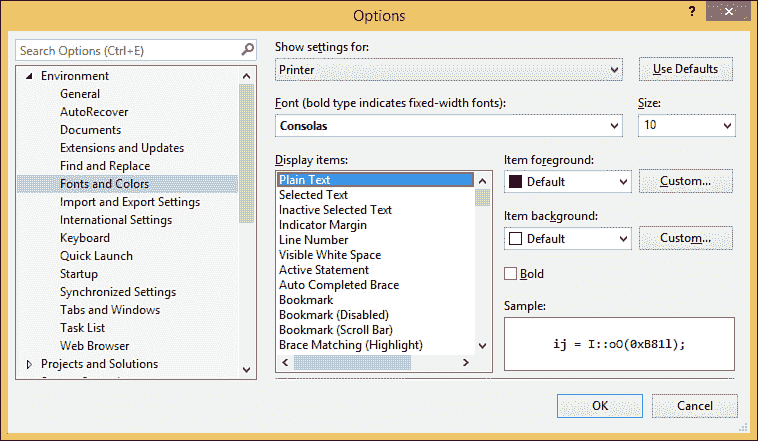 Options
?
Search Options (Ctrl+E)
Environment
General
AutoRecover
Documents
Extensions and Updates
Find and Replace
Fonts and Colors
Import and Export Settings
International Settings
Keyboard
Quick Launch
Startup
Synchronized Settings
Tabs and Windows
Task List
Web Browser
Projects and Solutions
Show settings for:
Printer
Use Defaults
Font (bold type indicates fixed-width fonts):
Consolas
Size:
10
Display items:
Plain Text
Selected Text
Inactive Selected Text
Indicator Margin
Line Number
Visible White Space
Active Statement
Auto Completed Brace
Bookmark
Bookmark (Disabled)
Bookmark (Scroll Bar)
Brace Matching (Highlight)
Item foreground:
Default
Custom...
Item background:
Default
Custom...
Bold
Sample:
ij = I::oO(0xB81l);
OK
Cancel